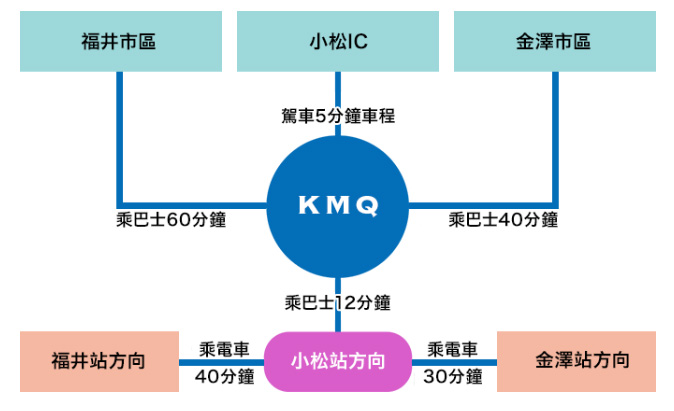 福井市區
小松IC
金澤市區
駕車5分鐘車程
KMQ
乘巴士60分鐘
乘巴士40分鐘
乘巴士12分鐘
福井站方向
乘電車
40分鐘
小松站方向
乘電車
30分鐘
金澤站方向